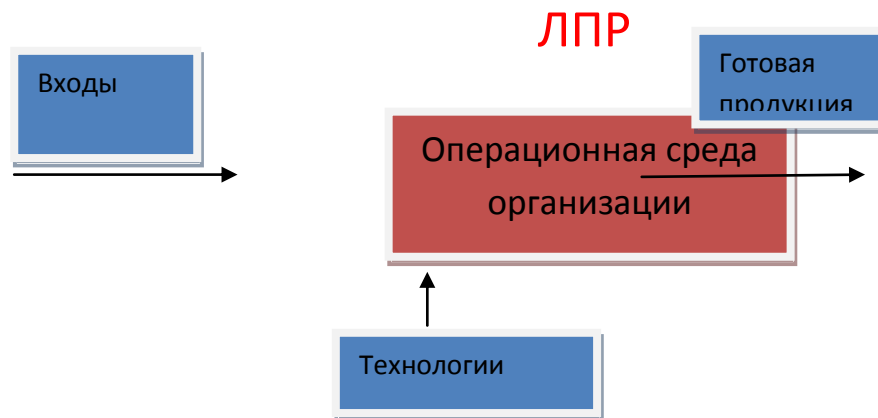 ЛПР
Входы
Готовая
продукция
Операционная среда
организации
Технологии